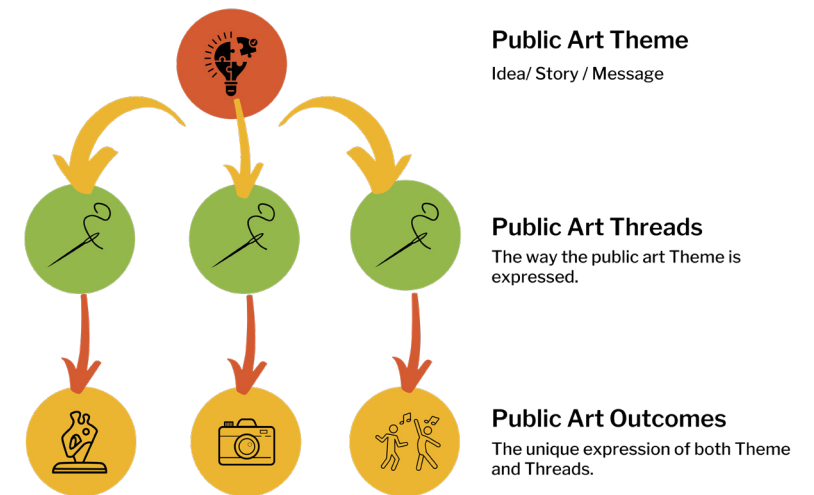 Public Art Theme
Idea/ Story / Message
Public Art Threads
The way the public art Theme is
expressed.
Public Art Outcomes
The unique expression of both Theme
and Threads.